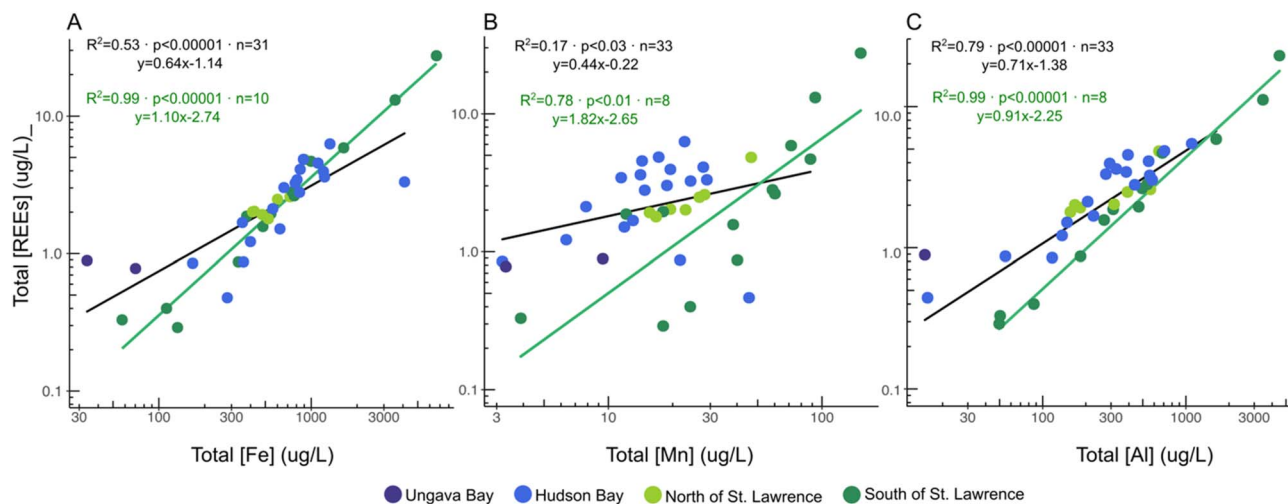 A
R²=0.53 · p<0.00001 · n=31
y=0.64x-1.14
R²=0.99 · p<0.00001 · n=10
y=1.10x-2.74
10.0
1.0
0.1
Total [REEs] (ug/L)_
30 100 300 1000 3000
Total [Fe] (ug/L)
B
R²=0.17 · p<0.03 · n=33
y=0.44x-0.22
R²=0.78 · p<0.01 · n=8
y=1.82x-2.65
10.0
1.0
0.1
3 10 30 100
Total [Mn] (ug/L)
C
R²=0.79 · p<0.00001 · n=33
y=0.71x-1.38
R²=0.99 · p<0.00001 · n=8
y=0.91x-2.25
10.0
1.0
0.1
30 100 300 1000 3000
Total [Al] (ug/L)
Ungava Bay Hudson Bay North of St. Lawrence South of St. Lawrence